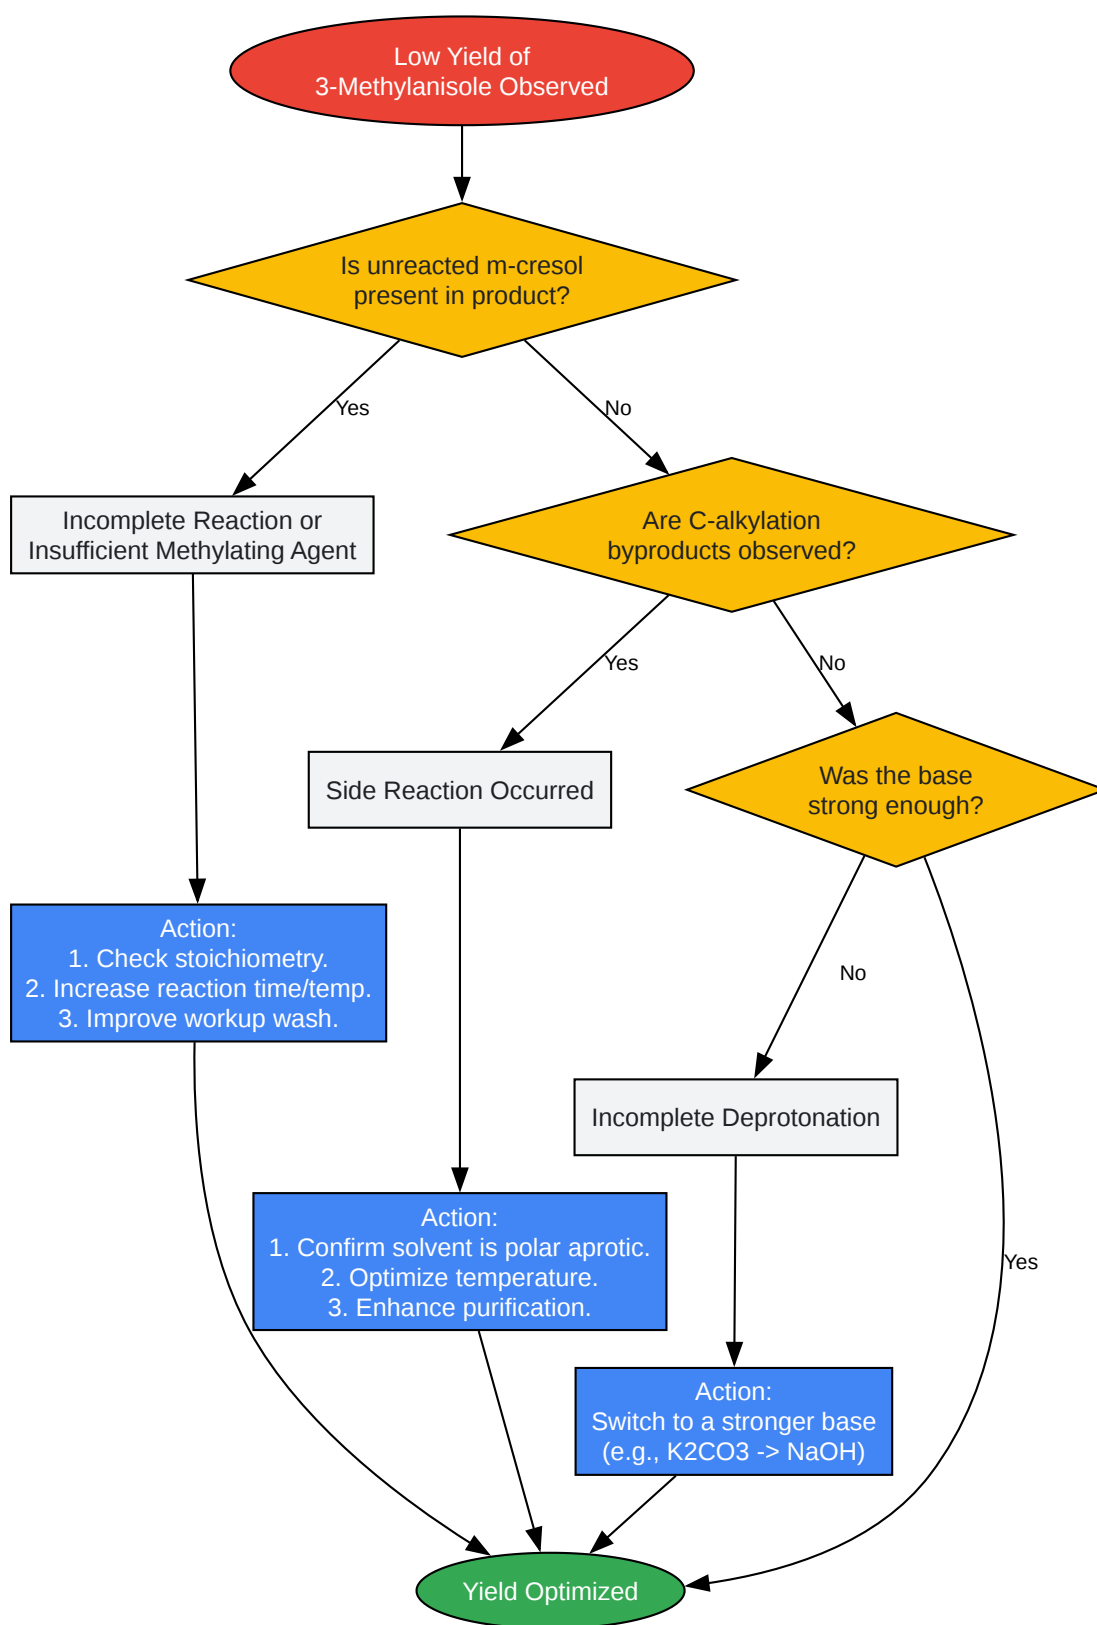 Low Yield of
3-Methylanisole Observed
Is unreacted m-cresol
present in product?
Yes
No
Incomplete Reaction or
Insufficient Methylating Agent
Are C-alkylation
byproducts observed?
Yes
No
Side Reaction Occurred
Was the base
strong enough?
Action:
1. Check stoichiometry.
2. Increase reaction time/temp.
3. Improve workup wash.
No
Incomplete Deprotonation
Action:
1. Confirm solvent is polar aprotic.
2. Optimize temperature.
3. Enhance purification.
Yes
Action:
Switch to a stronger base
(e.g., K2CO3 -> NaOH)
Yield Optimized